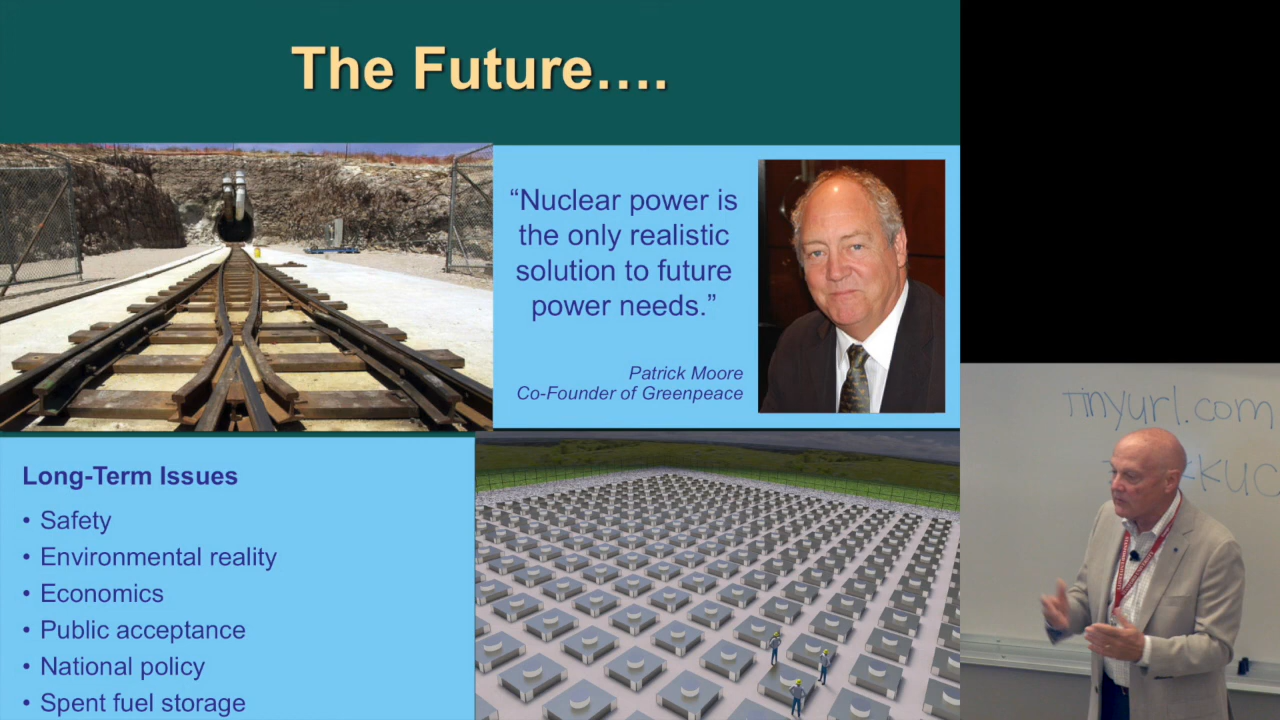 The Future....
“Nuclear power is
the only realistic
solution to future
power needs.”
Patrick Moore
Co-Founder of Greenpeace
Long-Term Issues
• Safety
• Environmental reality
• Economics
• Public acceptance
• National policy
• Spent fuel storage
Tinyurl.com